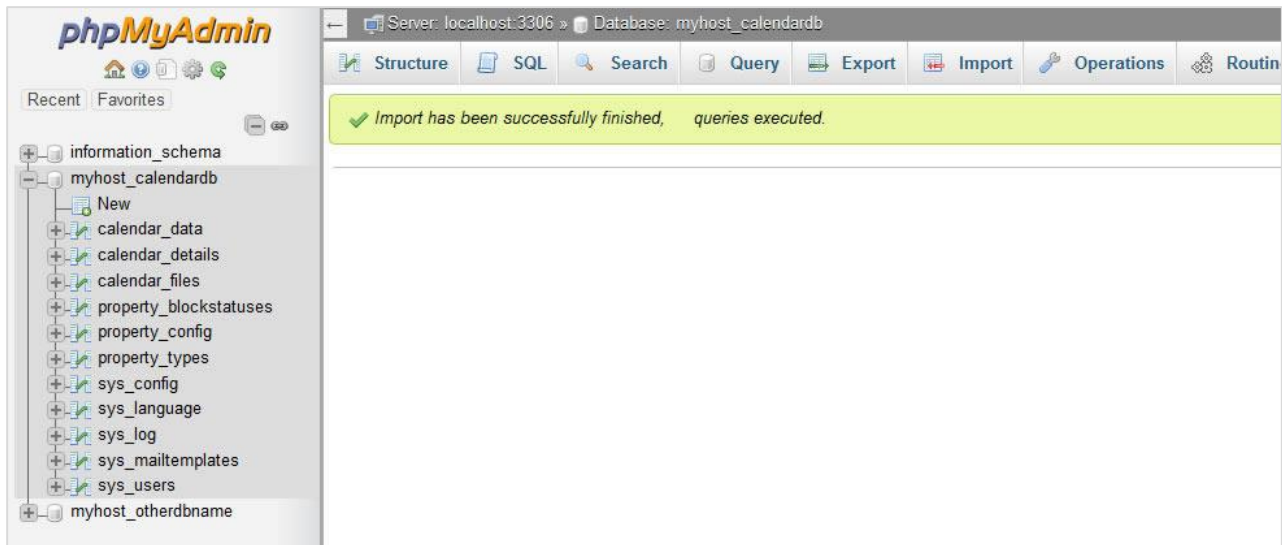 phpMyAdmin
Recent Favorites
information_schema
myhost_calendardb
New
calendar_data
calendar_details
calendar_files
property_blockstatuses
property_config
property_types
sys_config
sys_language
sys_log
sys_mailtemplates
sys_users
myhost_otherdbname
Server: localhost:3306 » Database: myhost_calendardb
Structure SQL Search Query Export Import Operations Routin
Import has been successfully finished, queries executed.